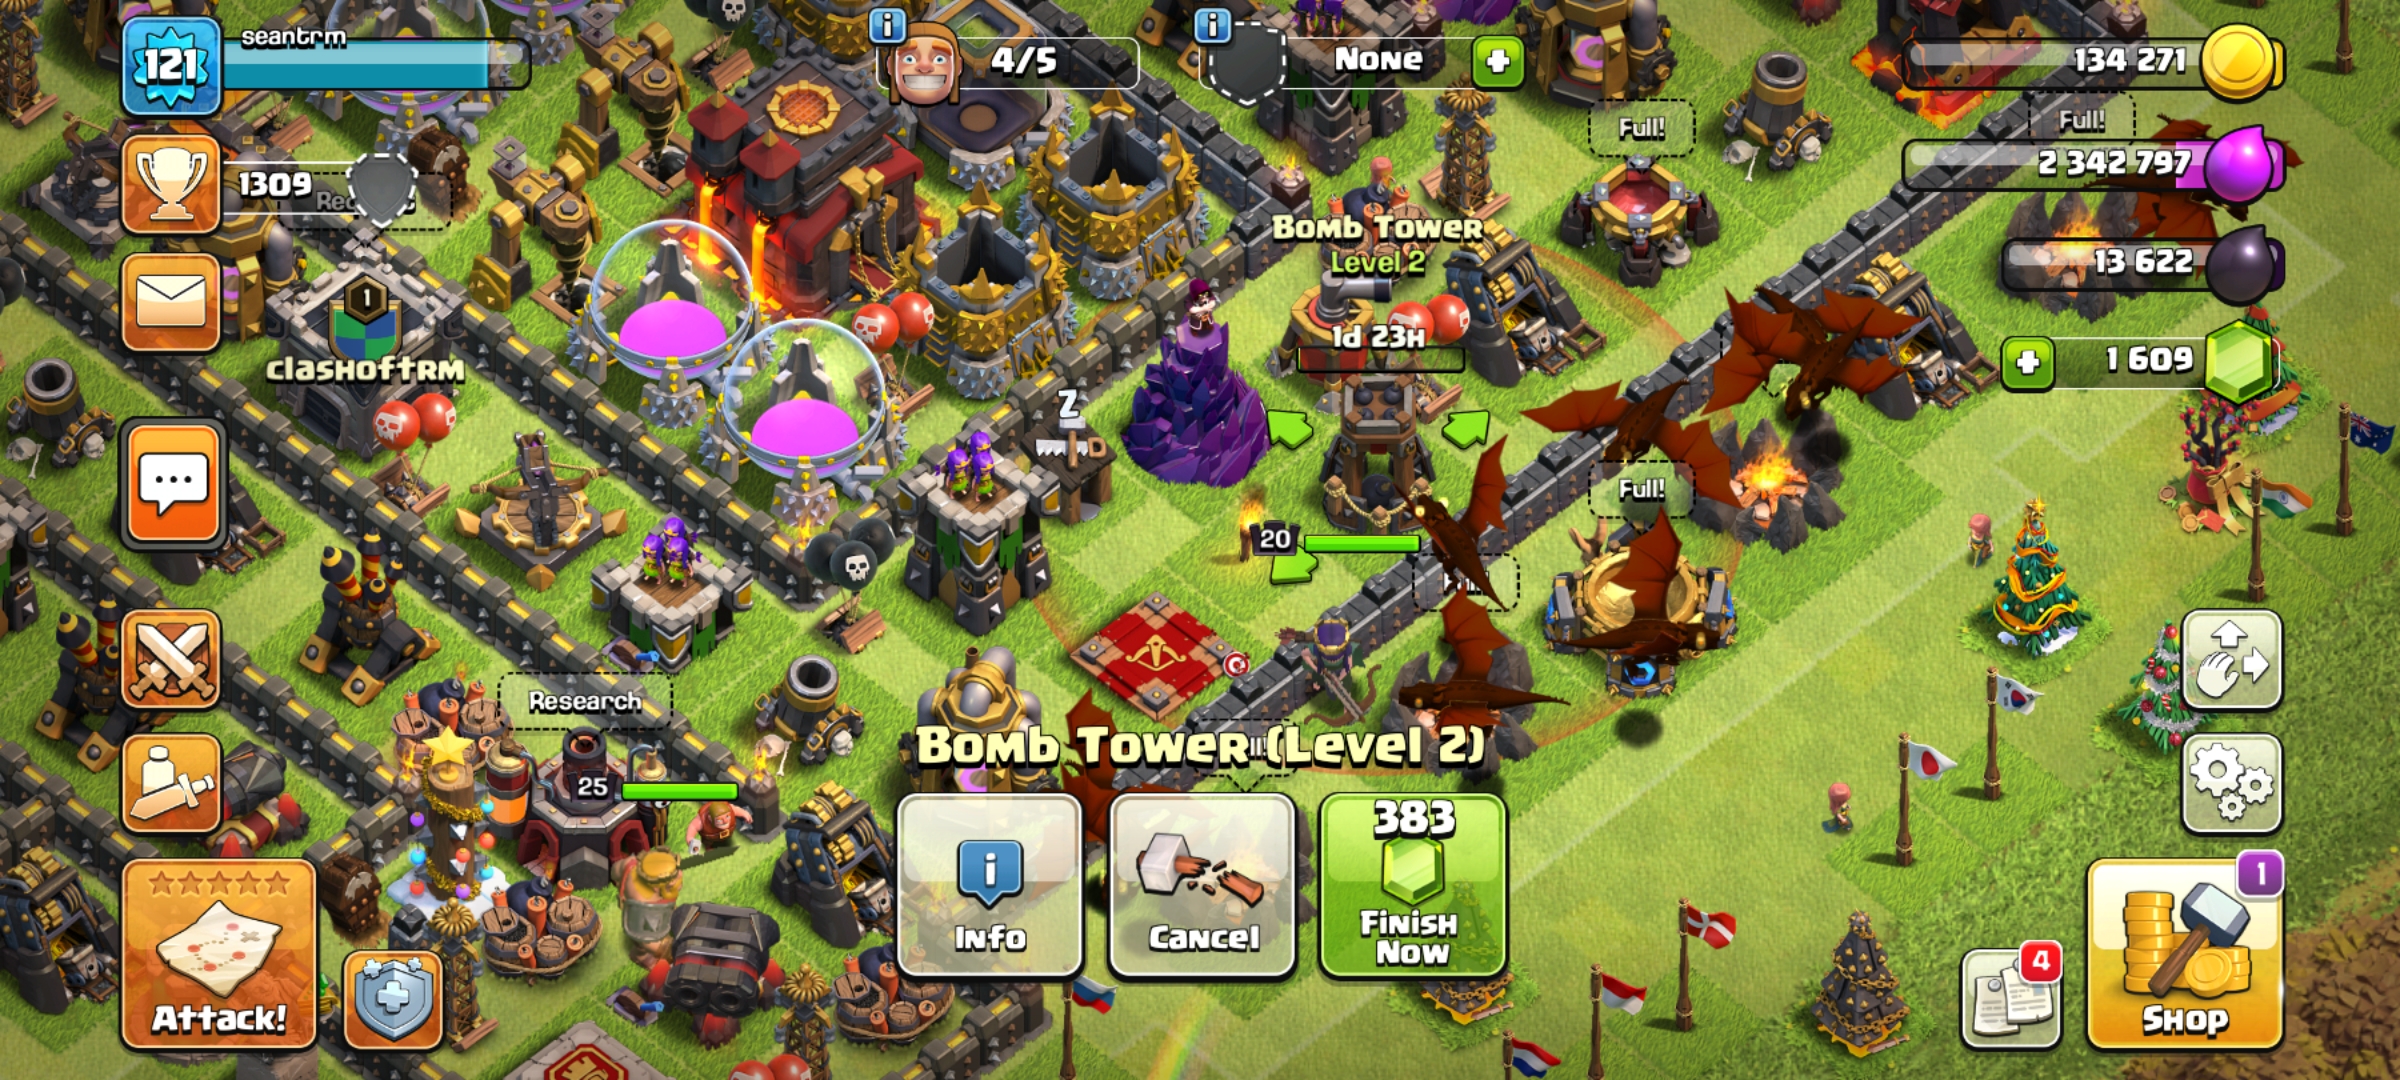 121
seantrm
4/5
None
134 271
Full!
Full!
2 342 797
1309
Bomb Tower
Level 2
13 622
1
1d 23H
1 609
clashoftrm
Z
Full!
20
Research
Bomb Tower (Level 2)
25
383
Info
Cancel
Finish
Now
1
4
Attack!
Shop